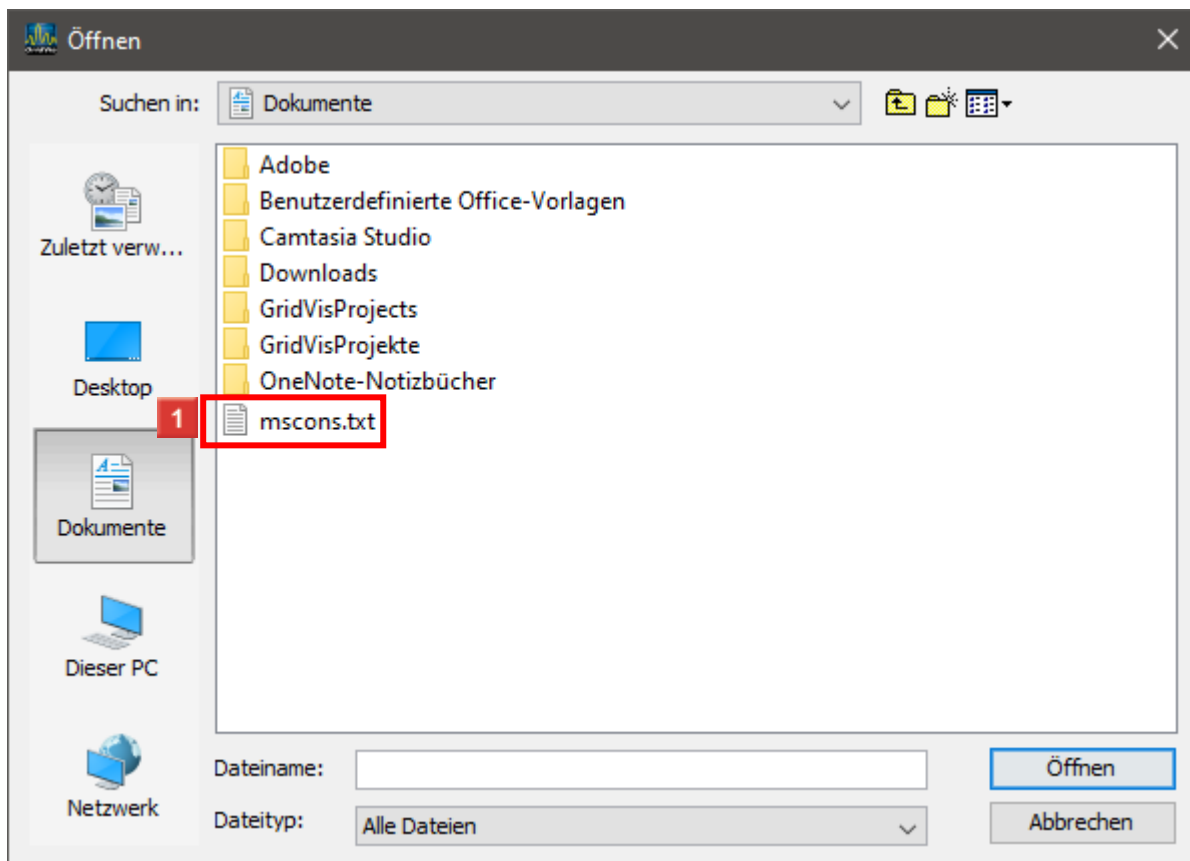 Öffnen
Suchen in:
Dokumente
Zuletzt verw...
Desktop
Dokumente
Dieser PC
Netzwerk
Adobe
Benutzerdefinierte Office-Vorlagen
Camtasia Studio
Downloads
GridVisProjects
GridVisProjekte
OneNote-Notizbücher
1
mscons.txt
Dateiname:
Öffnen
Dateityp:
Alle Dateien
Abbrechen